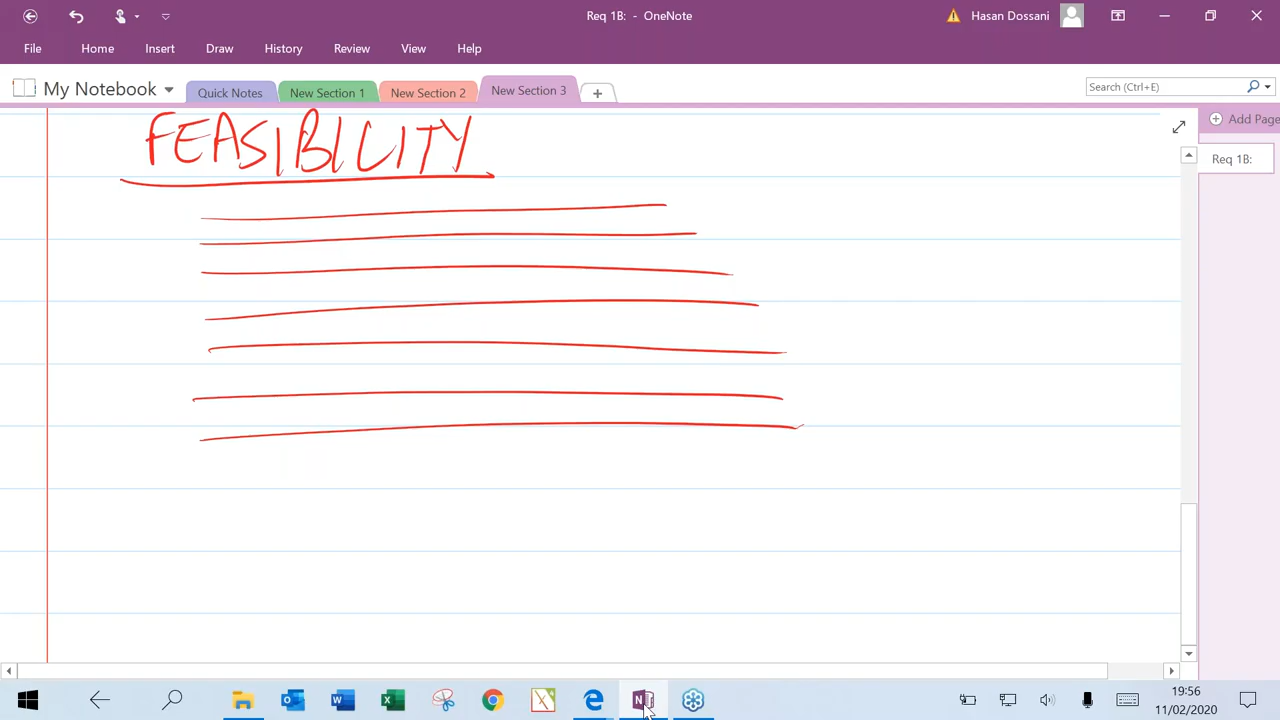 Req 1B: - OneNote
Hasan Dossani
File Home Insert Draw History Review View Help
My Notebook
Quick Notes New Section 1 New Section 2 New Section 3
Search (Ctrl+E)
Add Page
Req 1B:
FEASIBILITY
19:56
11/02/2020